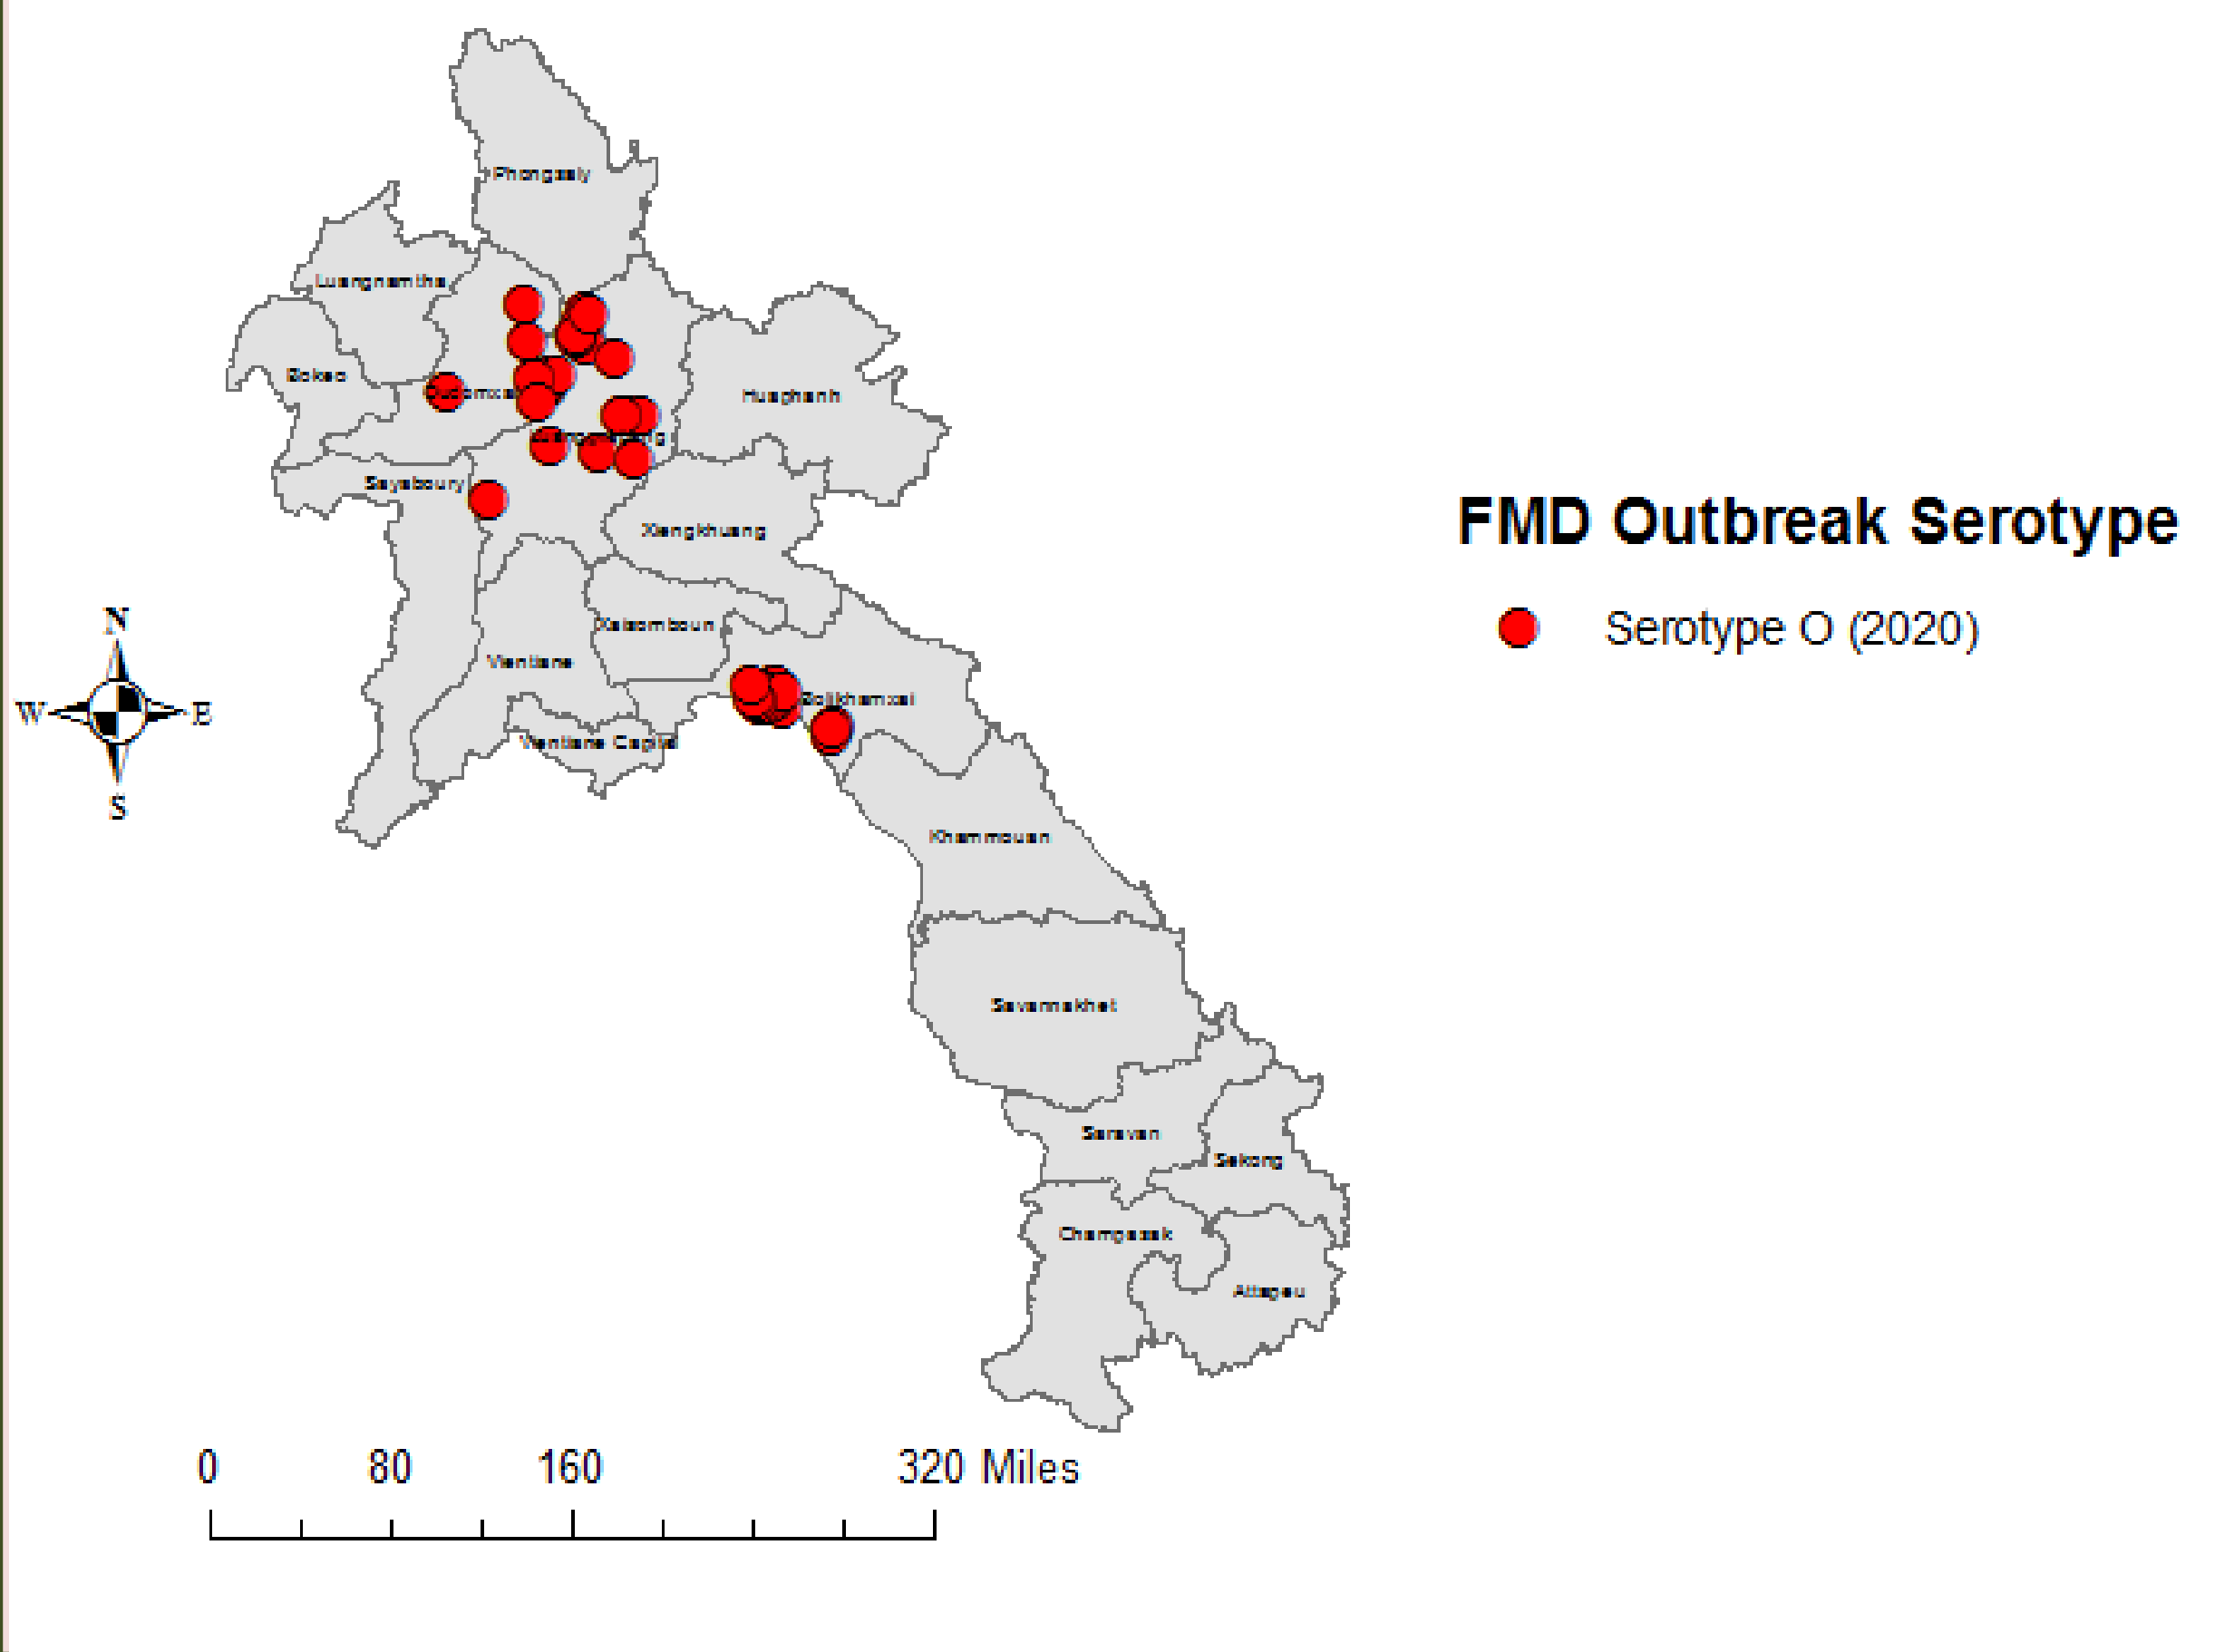 Phongsaly
Luangnamtha
Bokeo
Huaphanh
Sayaboury
Xiengkhuang
FMD Outbreak Serotype
Serotype O (2020)
N
W
E
S
Xaisomboun
Vientiane
Bolikhamxai
Vientiane Capital
Khammouan
Savannakhet
Saravan
Sekong
Champasak
Attapeu
0 80 160 320 Miles